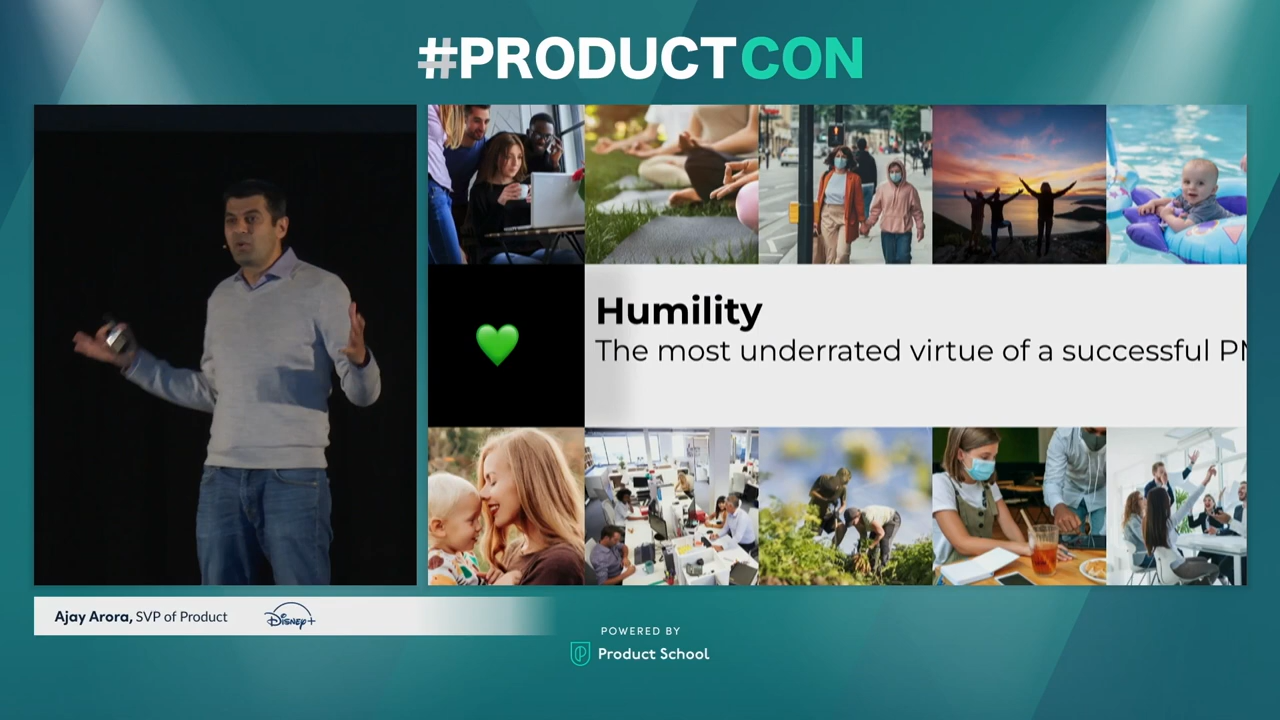 #PRODUCTCON
Humility
The most underrated virtue of a successful
Ajay Arora, SVP of Product
Disney+
POWERED BY
Product School